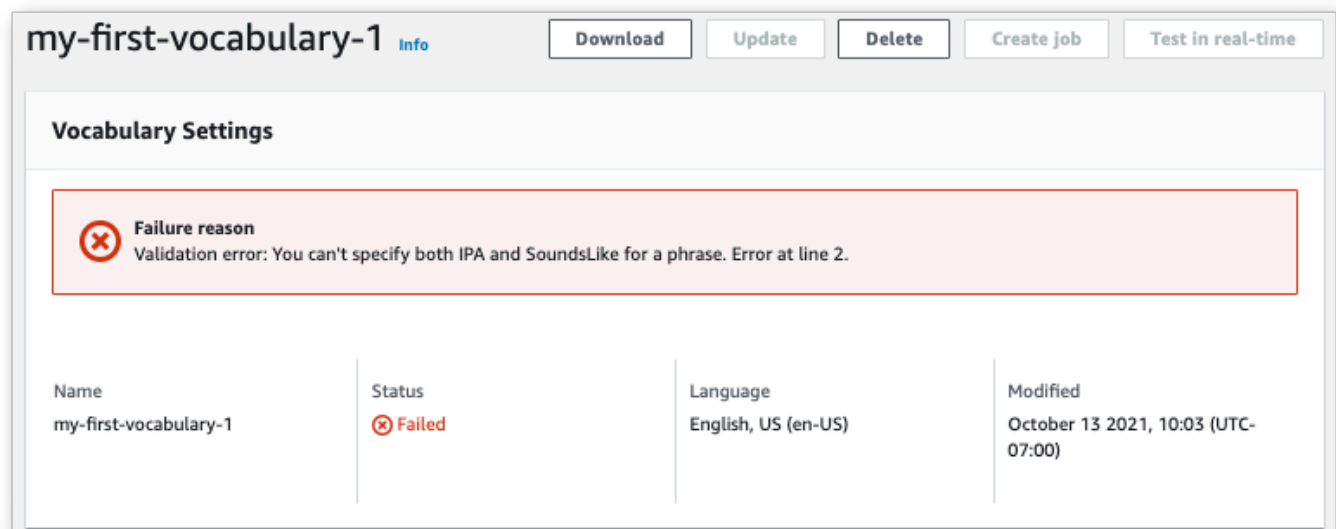 my-first-vocabulary-1 Info Download Update Delete Create job Test in real-time
Vocabulary Settings
Failure reason
Validation error: You can't specify both IPA and SoundsLike for a phrase. Error at line 2.
Name Status Language Modified
my-first-vocabulary-1 Failed English, US (en-US) October 13 2021, 10:03 (UTC-
07:00)